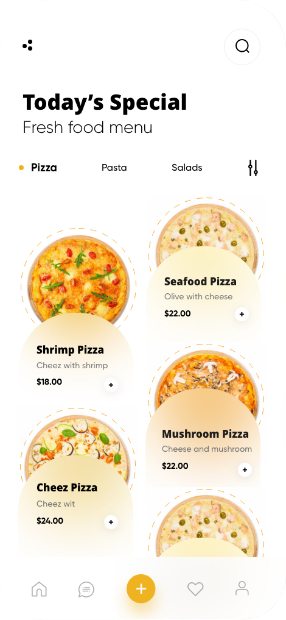 Today's Special
Fresh food menu
Pizza
Pasta
Salads
Seafood Pizza
Olive with cheese
$22.00
+
Shrimp Pizza
Cheez with shrimp
$18.00
+
Mushroom Pizza
Cheese and mushroom
$22.00
+
Cheez Pizza
Cheez wit
$24.00
+
+